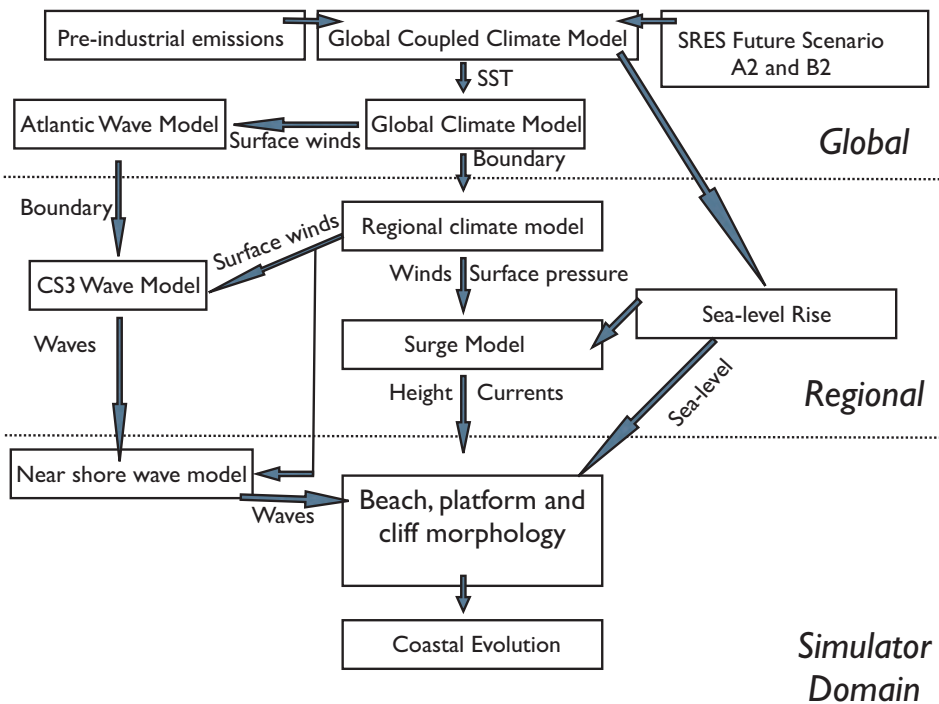 Pre-industrial emissions
Global Coupled Climate Model
SRES Future Scenario
A2 and B2
SST
Atlantic Wave Model
Surface winds
Global Climate Model
Global
Boundary
Boundary
Regional climate model
Surface winds
CS3 Wave Model
Winds
Surface pressure
Sea-level Rise
Waves
Surge Model
Height
Currents
Sea-level
Regional
Near shore wave model
Waves
Beach, platform and
cliff morphology
Coastal Evolution
Simulator
Domain